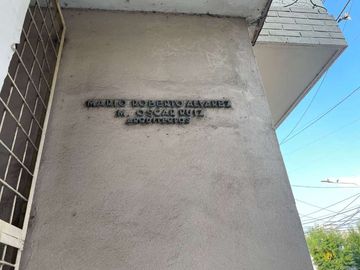 MARIO ROBERTO ALVAREZ
M. OSCAR RUIZ
ARQUITECTOS